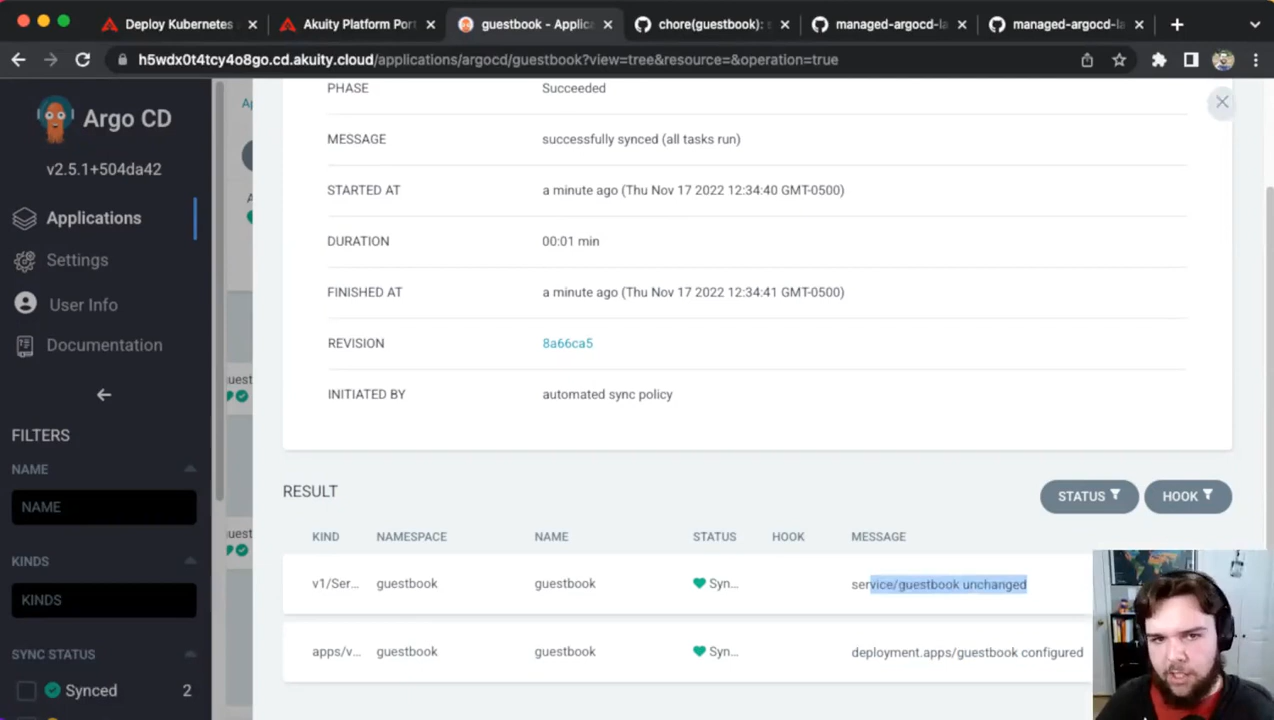 Deploy Kubernetes
Akuity Platform Port
guestbook - Applica
chore(guestbook): s
managed-argocd-la
managed-argocd-la
h5wdx0t4tcy4o8go.cd.akuity.cloud/applications/argocd/guestbook?view=tree&resource=&operation=true
Argo CD
v2.5.1+504da42
Applications
Settings
User Info
Documentation
FILTERS
NAME
NAME
KINDS
KINDS
SYNC STATUS
Synced 2
Ap
A
uest
uest
PHASE Succeeded
MESSAGE successfully synced (all tasks run)
STARTED AT a minute ago (Thu Nov 17 2022 12:34:40 GMT-0500)
DURATION 00:01 min
FINISHED AT a minute ago (Thu Nov 17 2022 12:34:41 GMT-0500)
REVISION 8a66ca5
INITIATED BY automated sync policy
RESULT
STATUS HOOK
KIND NAMESPACE NAME STATUS HOOK MESSAGE
v1/Ser... guestbook guestbook Syn... service/guestbook unchanged
apps/v... guestbook guestbook Syn... deployment.apps/guestbook configured